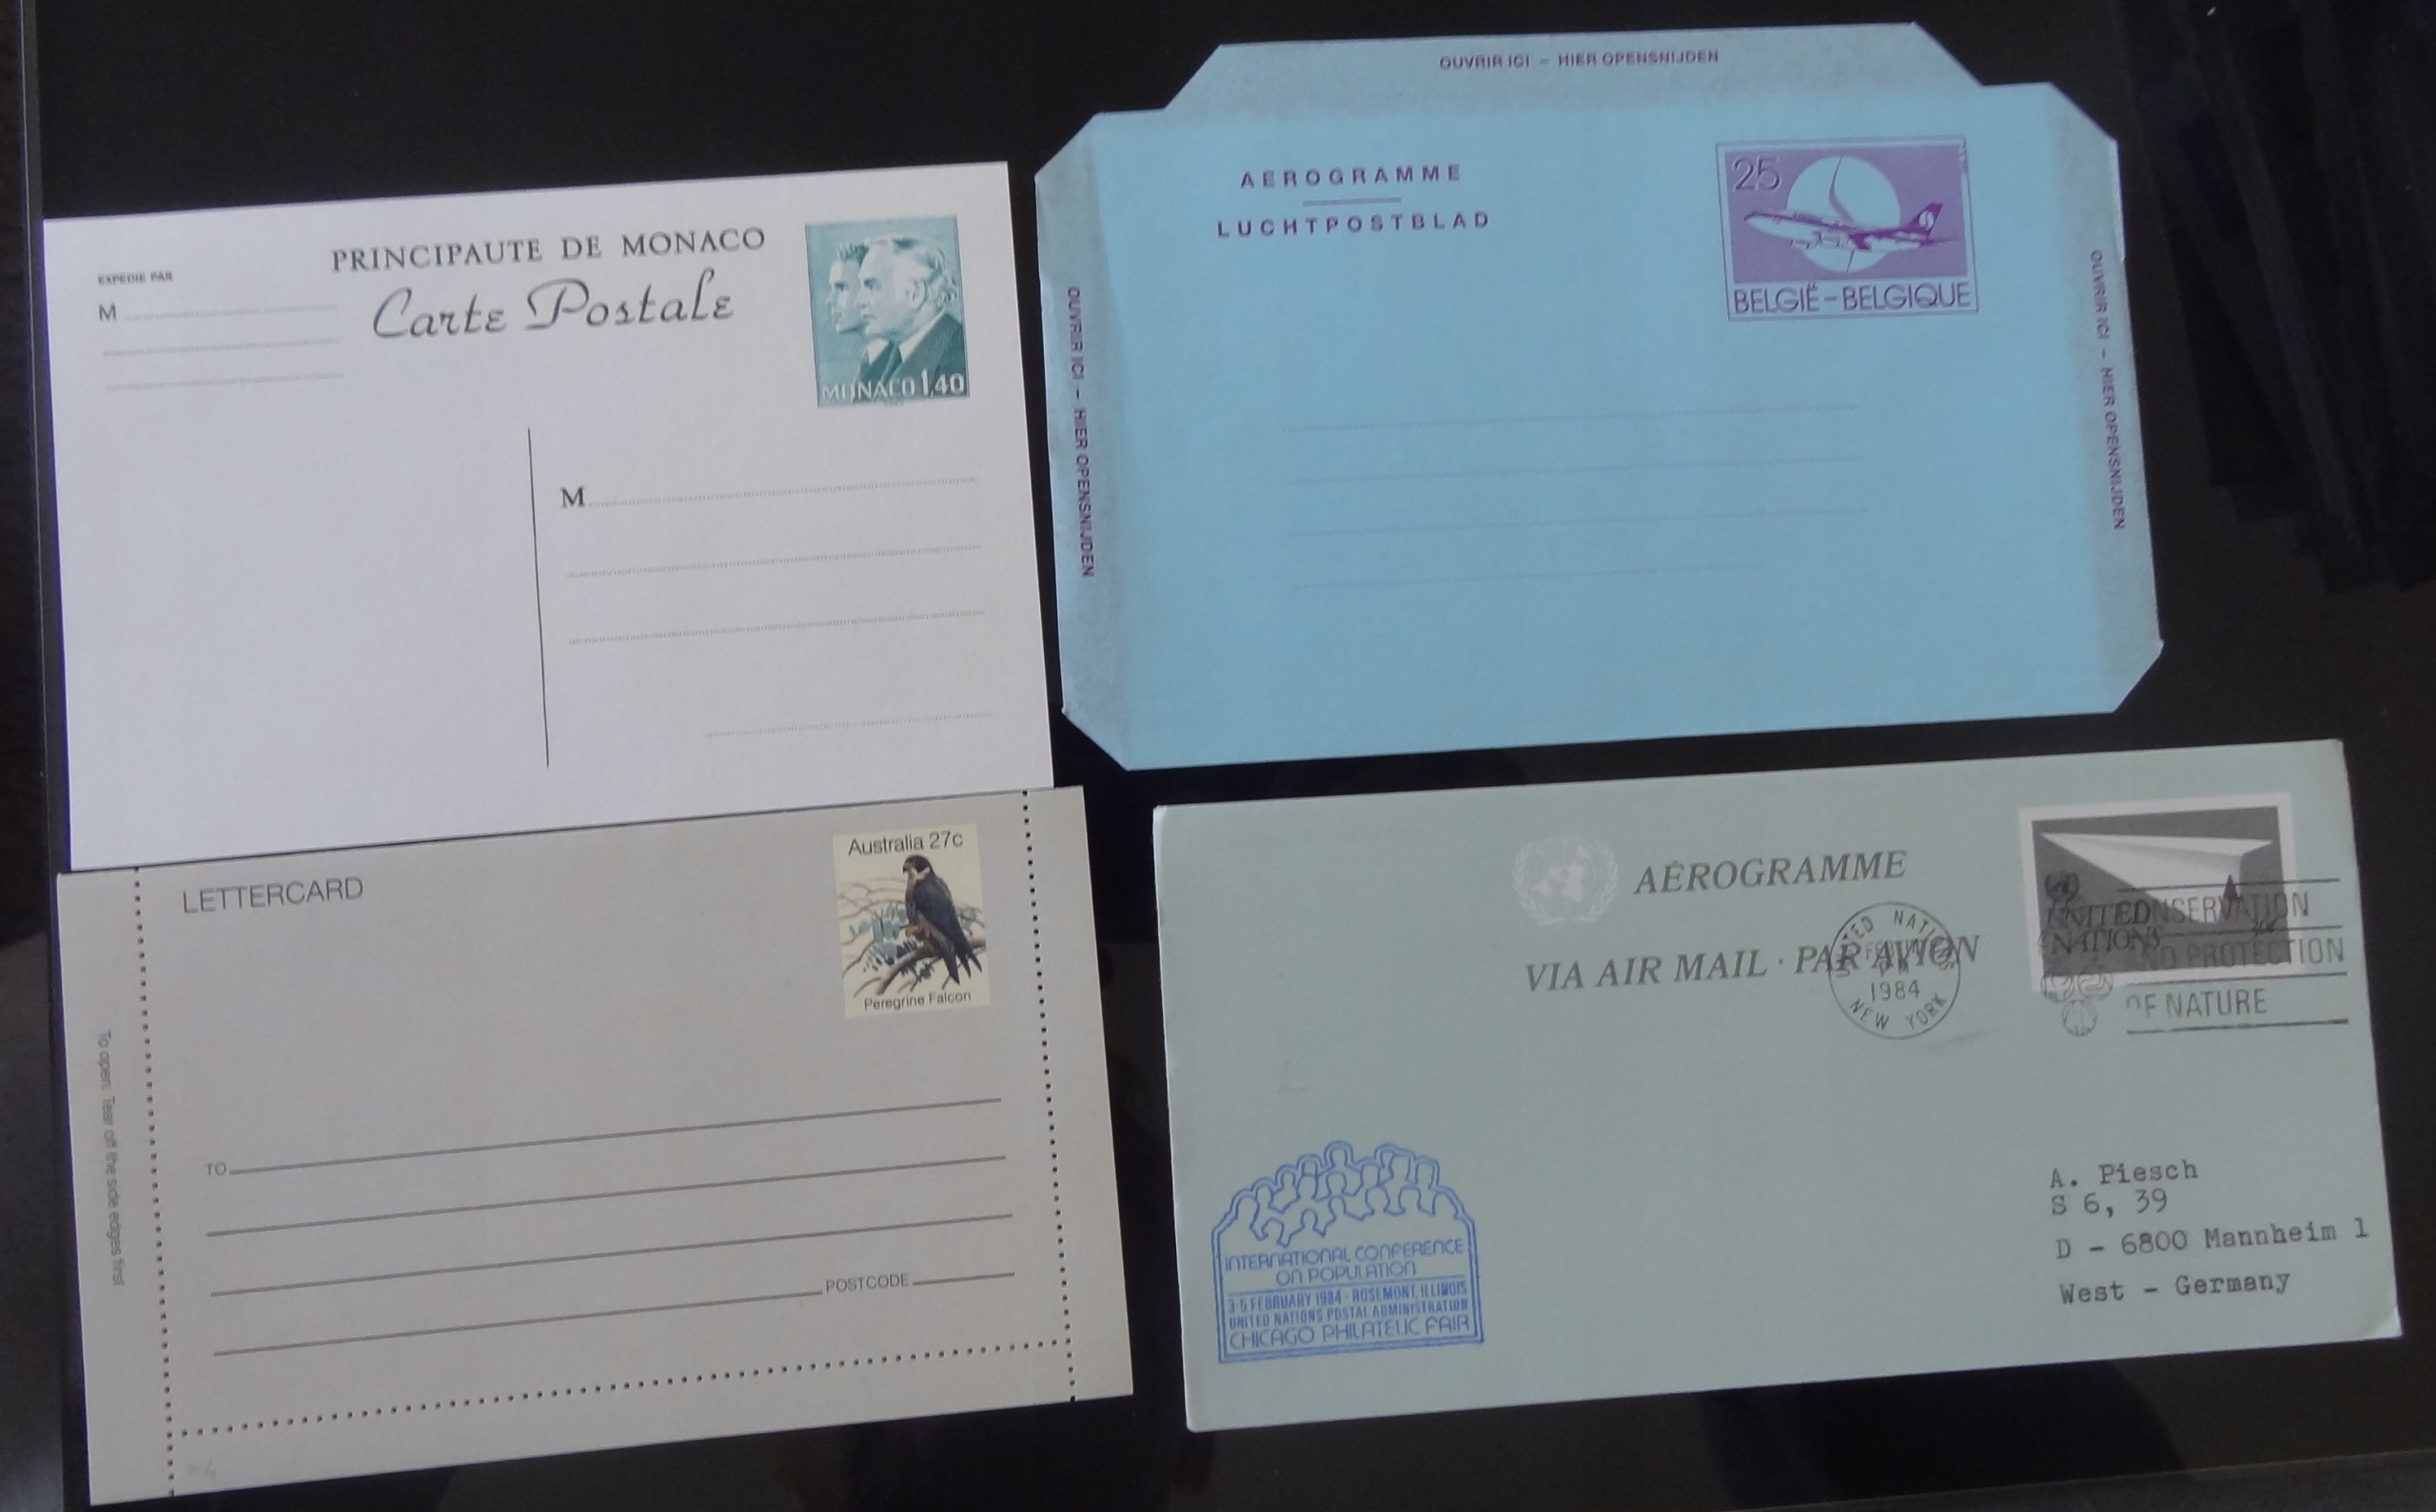 EXPEDIE PAR
M
PRINCIPAUTE DE MONACO
Carte Postale
MONACO 1,40
M
OUVRIR ICI – HIER OPENSNIJDEN
AEROGRAMME
LUCHTPOSTBLAD
25
BELGIË-BELGIQUE
OUVRIR ICI – HIER OPENSNIJDEN
OUVRIR ICI – HIER OPENSNIJDEN
LETTERCARD
Australia 27c
Peregrine Falcon
To open: Tear off the side edges first
TO
POSTCODE
AÉROGRAMME
VIA AIR MAIL · PAR AVION
UNITED NATIONS
1984
NEW YORK
UNITED
NATIONS
AND PROTECTION
OF NATURE
A. Piesch
S 6, 39
D - 6800 Mannheim 1
West - Germany
INTERNATIONAL CONFERENCE
ON POPULATION
3-5 FEBRUARY 1984 - ROSEMONT, ILLINOIS
UNITED NATIONS POSTAL ADMINISTRATION
CHICAGO PHILATELIC FAIR